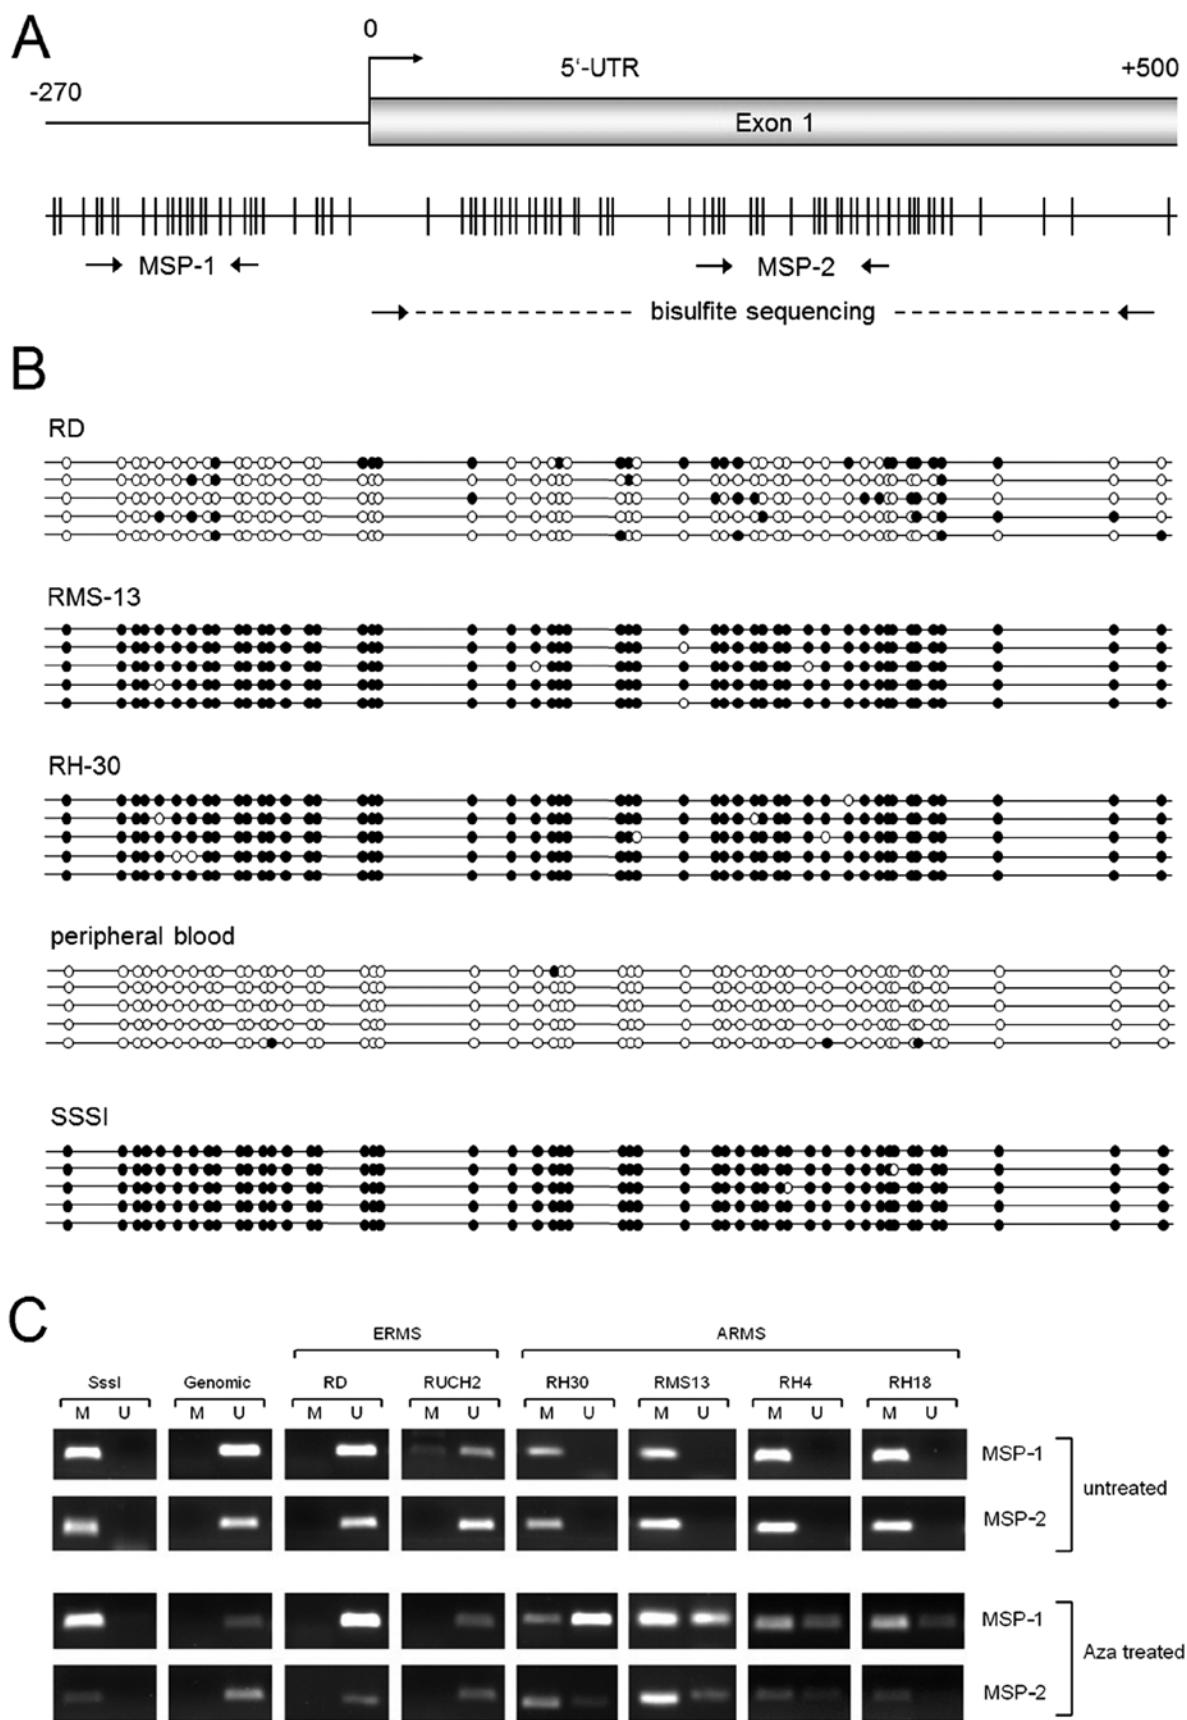 A
0
5'-UTR
+500
-270
Exon 1
MSP-1
MSP-2
bisulfite sequencing
B
RD
RMS-13
RH-30
peripheral blood
SSSI
C
ERMS ARMS
SssI Genomic RD RUCH2 RH30 RMS13 RH4 RH18
M U M U M U M U M U M U M U M U
MSP-1
untreated
MSP-2
MSP-1
Aza treated
MSP-2